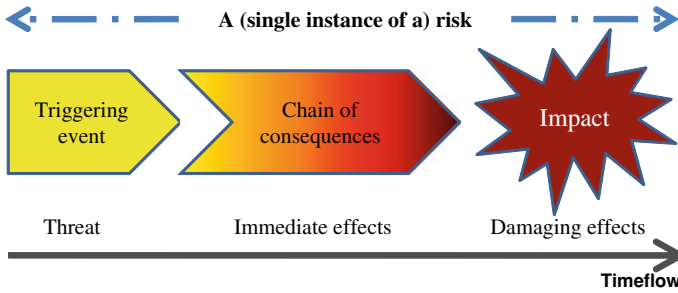 A (single instance of a) risk
Triggering
event
Chain of
consequences
Impact
Threat
Immediate effects
Damaging effects
Timeflow